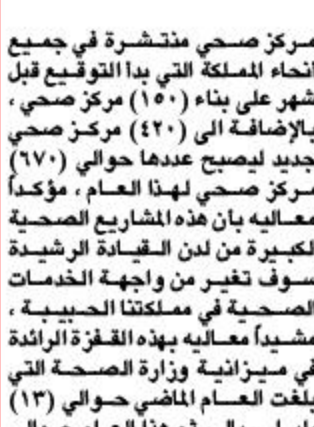 مركز صحي منتشرة في جميع
انحاء المملكة التي بدأ التوقيع قبل
شهر على بناء (١٥٠) مركز صحي ،
بالإضافة الى (٤٢٠) مركز صحي
جديد ليصبح عددها حوالي (٦٧٠)
مركز صحي لهذا العام ، مؤكداً
معاليه بان هذه المشاريع الصحية
لكبيرة من لدن القيادة الرشيدة
سوف تغير من واجهة الخدمات
الصحية في مملكتنا الحبيبة ،
مشيداً معاليه بهذه القفزة الرائدة
في ميزانية وزارة الصحة التي
بلغت العام الماضي حوالي (١٣)